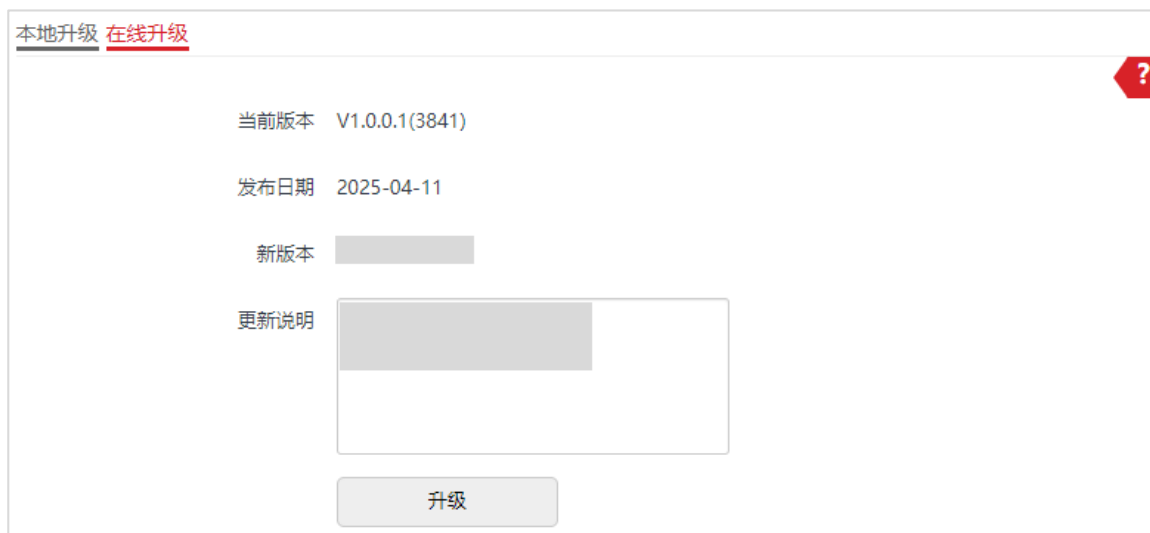 本地升级 在线升级
?
当前版本 V1.0.0.1(3841)
发布日期 2025-04-11
新版本
更新说明
升级